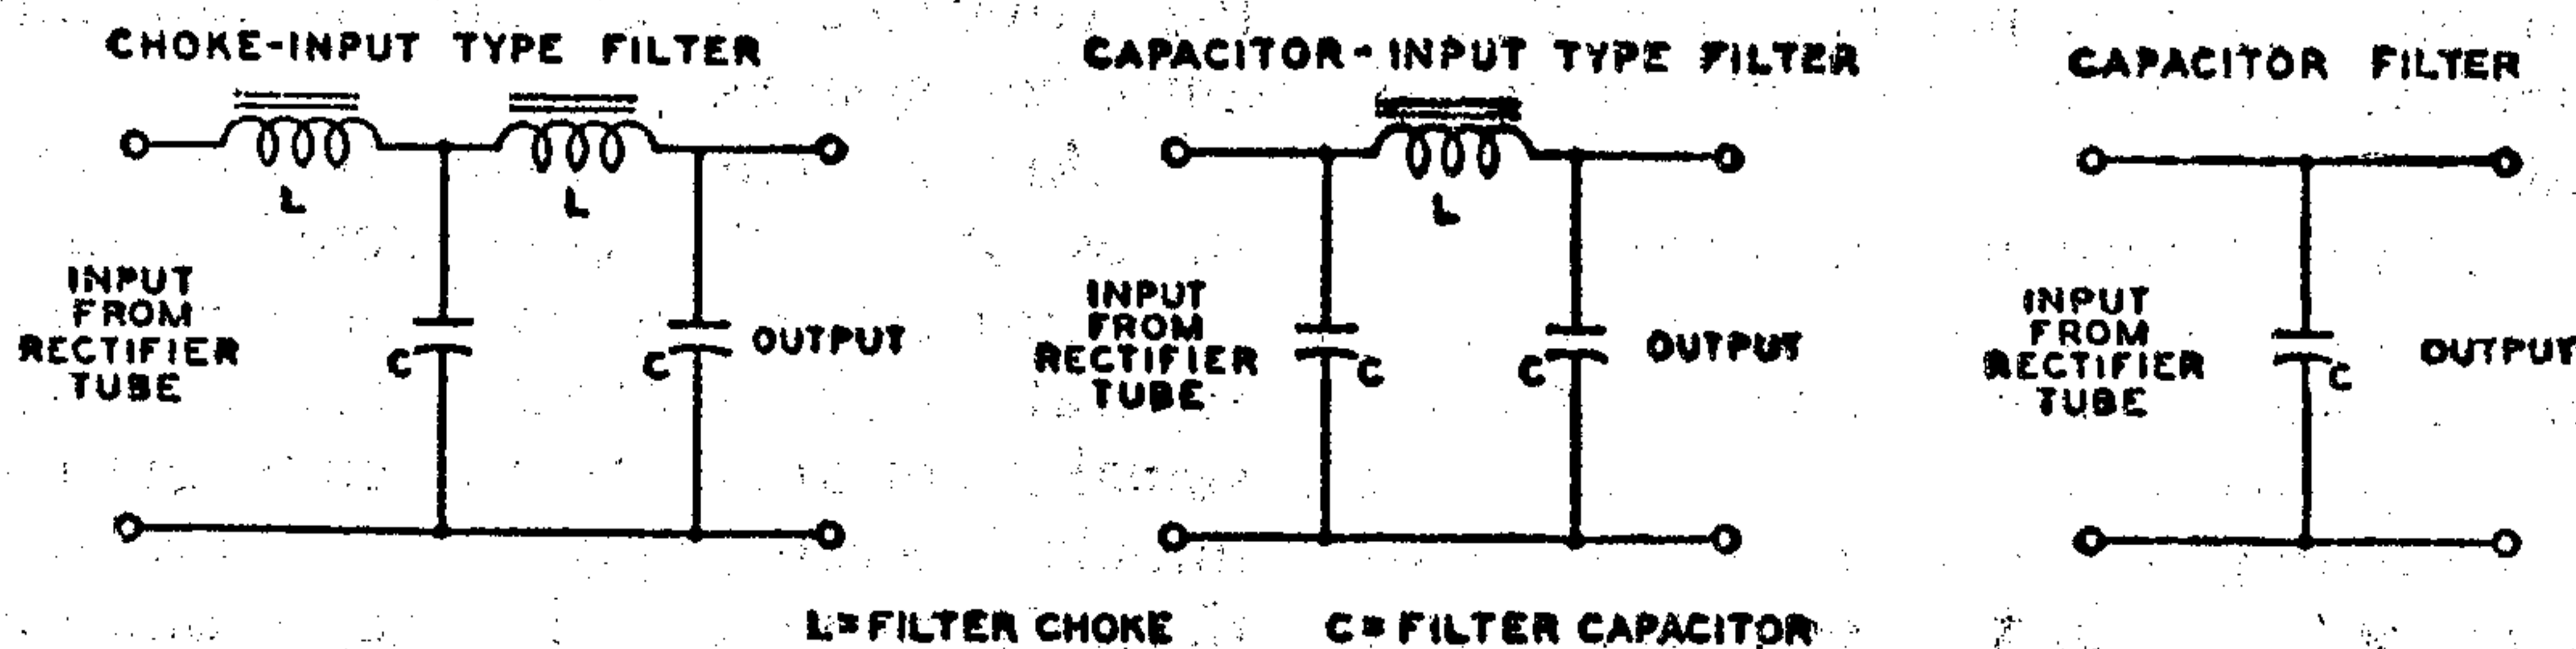 CHOKE-INPUT TYPE FILTER
L
L
INPUT
FROM
RECTIFIER
TUBE
C
C
OUTPUT
CAPACITOR-INPUT TYPE FILTER
L
INPUT
FROM
RECTIFIER
TUBE
C
C
OUTPUT
CAPACITOR FILTER
INPUT
FROM
RECTIFIER
TUBE
C
OUTPUT
L=FILTER CHOKE
C=FILTER CAPACITOR